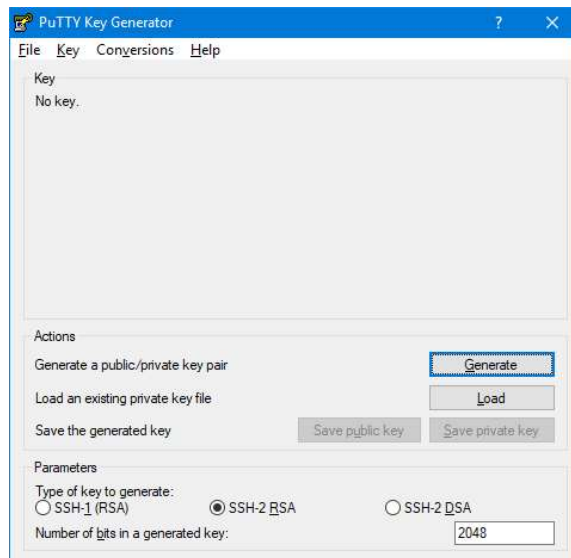 PuTTY Key Generator ? ×
File Key Conversions Help
Key
No key.
Actions
Generate a public/private key pair Generate
Load an existing private key file Load
Save the generated key Save public key Save private key
Parameters
Type of key to generate:
SSH-1 (RSA) SSH-2 RSA SSH-2 DSA
Number of bits in a generated key: 2048